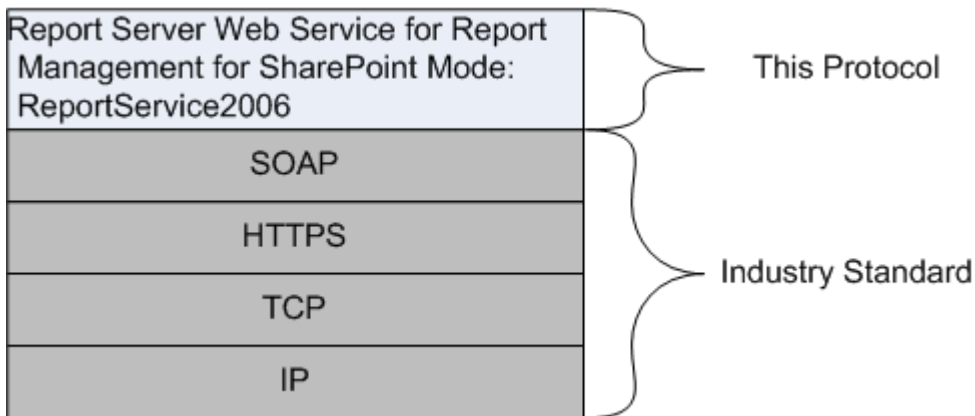 Report Server Web Service for Report
Management for SharePoint Mode:
ReportService2006
This Protocol
SOAP
HTTPS
TCP
IP
Industry Standard